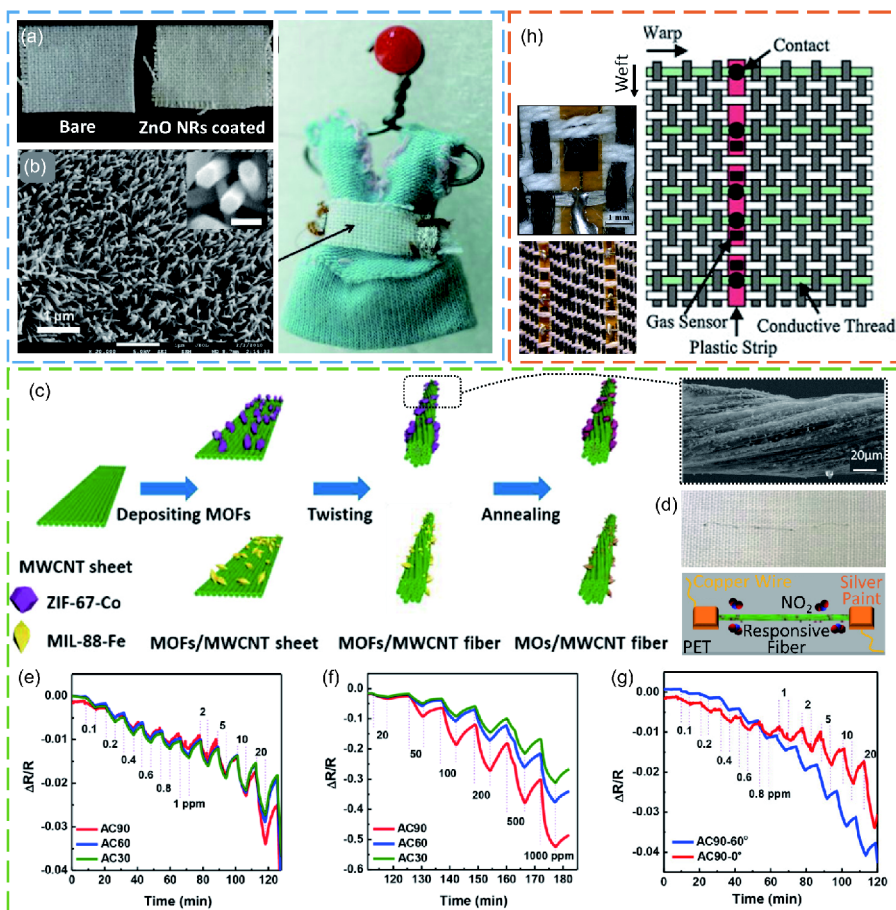 (a)
Bare
ZnO NRs coated
(b)
1 μm
(h)
Warp
Weft
Contact
1 mm
Gas Sensor
Conductive Thread
Plastic Strip
(c)
Depositing MOFs
Twisting
Annealing
20μm
MWCNT sheet
ZIF-67-Co
MIL-88-Fe
MOFs/MWCNT sheet
MOFs/MWCNT fiber
MOs/MWCNT fiber
(d)
Copper Wire
Silver
Paint
NO₂
Responsive
Fiber
PET
(e)
0.00
-0.01
-0.02
-0.03
-0.04
ΔR/R
0.1
0.2
0.4
0.6
0.8
1 ppm
2
5
10
20
AC90
AC60
AC30
0 20 40 60 80 100 120
Time (min)
(f)
0.0
-0.1
-0.2
-0.3
-0.4
-0.5
-0.6
ΔR/R
20
50
100
200
500
1000 ppm
AC90
AC60
AC30
120 140 160 180
Time (min)
(g)
0.00
-0.01
-0.02
-0.03
-0.04
ΔR/R
0.1
0.2
0.4
0.6
0.8 ppm
1
2
5
10
20
AC90-60°
AC90-0°
0 20 40 60 80 100 120
Time (min)